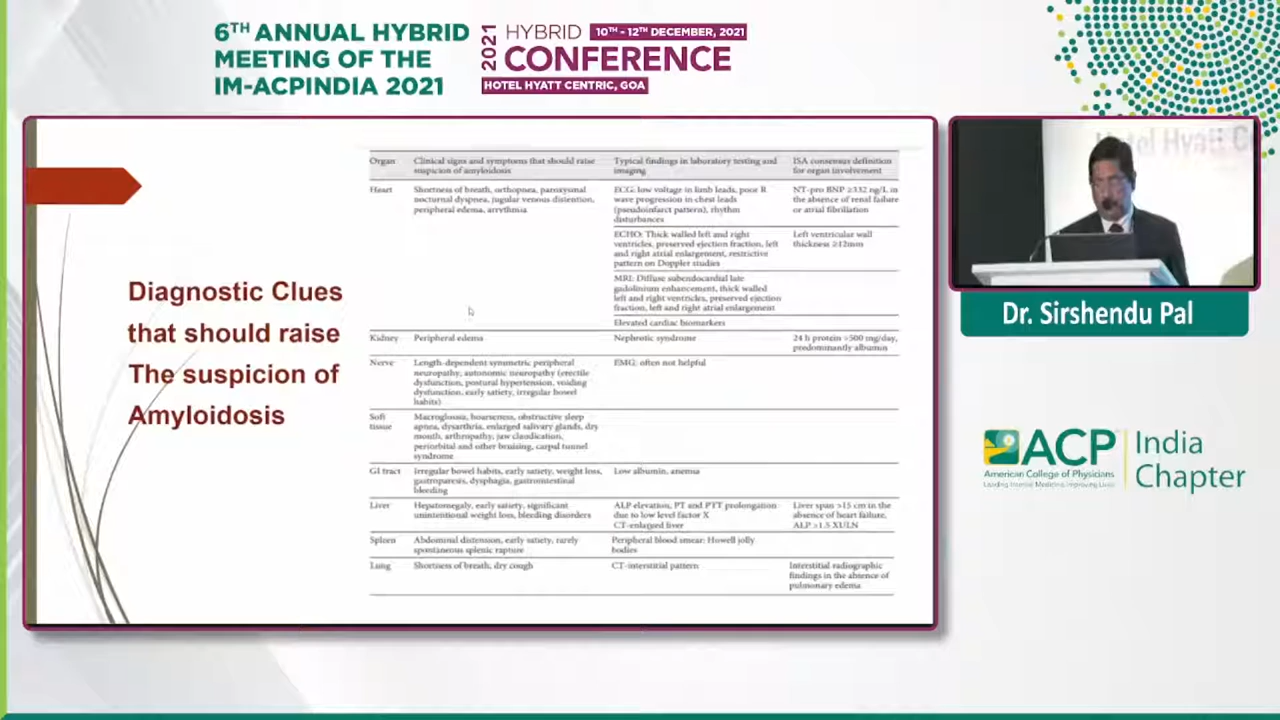 6TH ANNUAL HYBRID
MEETING OF THE
IM-ACPINDIA 2021
2021
HYBRID
10TH - 12TH DECEMBER, 2021
CONFERENCE
HOTEL HYATT CENTRIC, GOA
Diagnostic Clues
that should raise
The suspicion of
Amyloidosis
Organ
Clinical signs and symptoms that should raise
suspicion of amyloidosis
Typical findings in laboratory testing and
imaging
ISA consensus definition
for organ involvement
Heart
Shortness of breath, orthopnea, paroxysmal
nocturnal dyspnea, jugular venous distention,
peripheral edema, arrythmia
ECG: low voltage in limb leads, poor R
wave progression in chest leads
(pseudoinfarct pattern), rhythm
disturbances
NT-pro BNP ≥332 ng/L in
the absence of renal failure
or atrial fibrillation
ECHO: Thick walled left and right
ventricles, preserved ejection fraction, left
and right atrial enlargement, restrictive
pattern on Doppler studies
Left ventricular wall
thickness ≥12mm
MRI: Diffuse subendocardial late
gadolinium enhancement, thick walled
left and right ventricles, preserved ejection
fraction, left and right atrial enlargement
Elevated cardiac biomarkers
Kidney
Peripheral edema
Nephrotic syndrome
24 h protein >500 mg/day,
predominantly albumin
Nerve
Length-dependent symmetric peripheral
neuropathy, autonomic neuropathy (erectile
dysfunction, postural hypertension, voiding
dysfunction, early satiety, irregular bowel
habits)
EMG: often not helpful
Soft
tissue
Macroglossia, hoarseness, obstructive sleep
apnea, dysarthria, enlarged salivary glands, dry
mouth, arthropathy, jaw claudication,
periorbital and other bruising, carpal tunnel
syndrome
GI tract
Irregular bowel habits, early satiety, weight loss,
gastroparesis, dysphagia, gastrointestinal
bleeding
Low albumin, anemia
Liver
Hepatomegaly, early satiety, significant
unintentional weight loss, bleeding disorders
ALP elevation, PT and PTT prolongation
due to low level factor X
CT-enlarged liver
Liver span >15 cm in the
absence of heart failure,
ALP >1.5 XULN
Spleen
Abdominal distension, early satiety, rarely
spontaneous splenic rupture
Peripheral blood smear: Howell jolly
bodies
Lung
Shortness of breath, dry cough
CT-interstitial pattern
Interstitial radiographic
findings in the absence of
pulmonary edema
Hotel Hyatt
Dr. Sirshendu Pal
ACP
American College of Physicians
Leading Internal Medicine, Improving Lives
India
Chapter